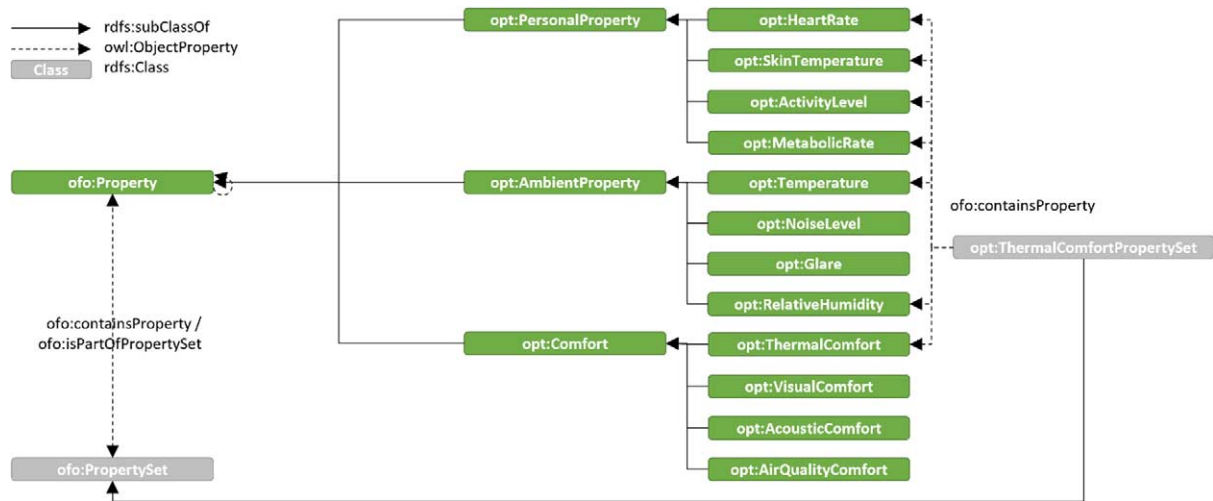 rdfs:subClassOf
owl:ObjectProperty
Class
rdfs:Class
opt:PersonalProperty
opt:HeartRate
opt:SkinTemperature
opt:ActivityLevel
opt:MetabolicRate
ofo:Property
opt:AmbientProperty
opt:Temperature
opt:NoiseLevel
opt:Glare
opt:RelativeHumidity
ofo:containsProperty
opt:ThermalComfortPropertySet
ofo:containsProperty /
ofo:isPartOfPropertySet
opt:Comfort
opt:ThermalComfort
opt:VisualComfort
opt:AcousticComfort
opt:AirQualityComfort
ofo:PropertySet